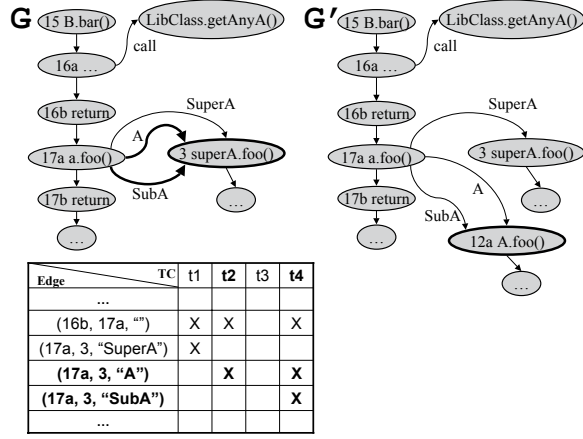 G
15 B.bar()
LibClass.getAnyA()
call
16a ...
16b return
SuperA
A
17a a.foo()
3 superA.foo()
SubA
17b return
...
...
G'
15 B.bar()
LibClass.getAnyA()
call
16a ...
16b return
SuperA
17a a.foo()
3 superA.foo()
A
SubA
17b return
...
12a A.foo()
...
...
Edge TC t1 t2 t3 t4
...
(16b, 17a, "") X X X
(17a, 3, "SuperA") X
(17a, 3, "A") X X
(17a, 3, "SubA") X
...